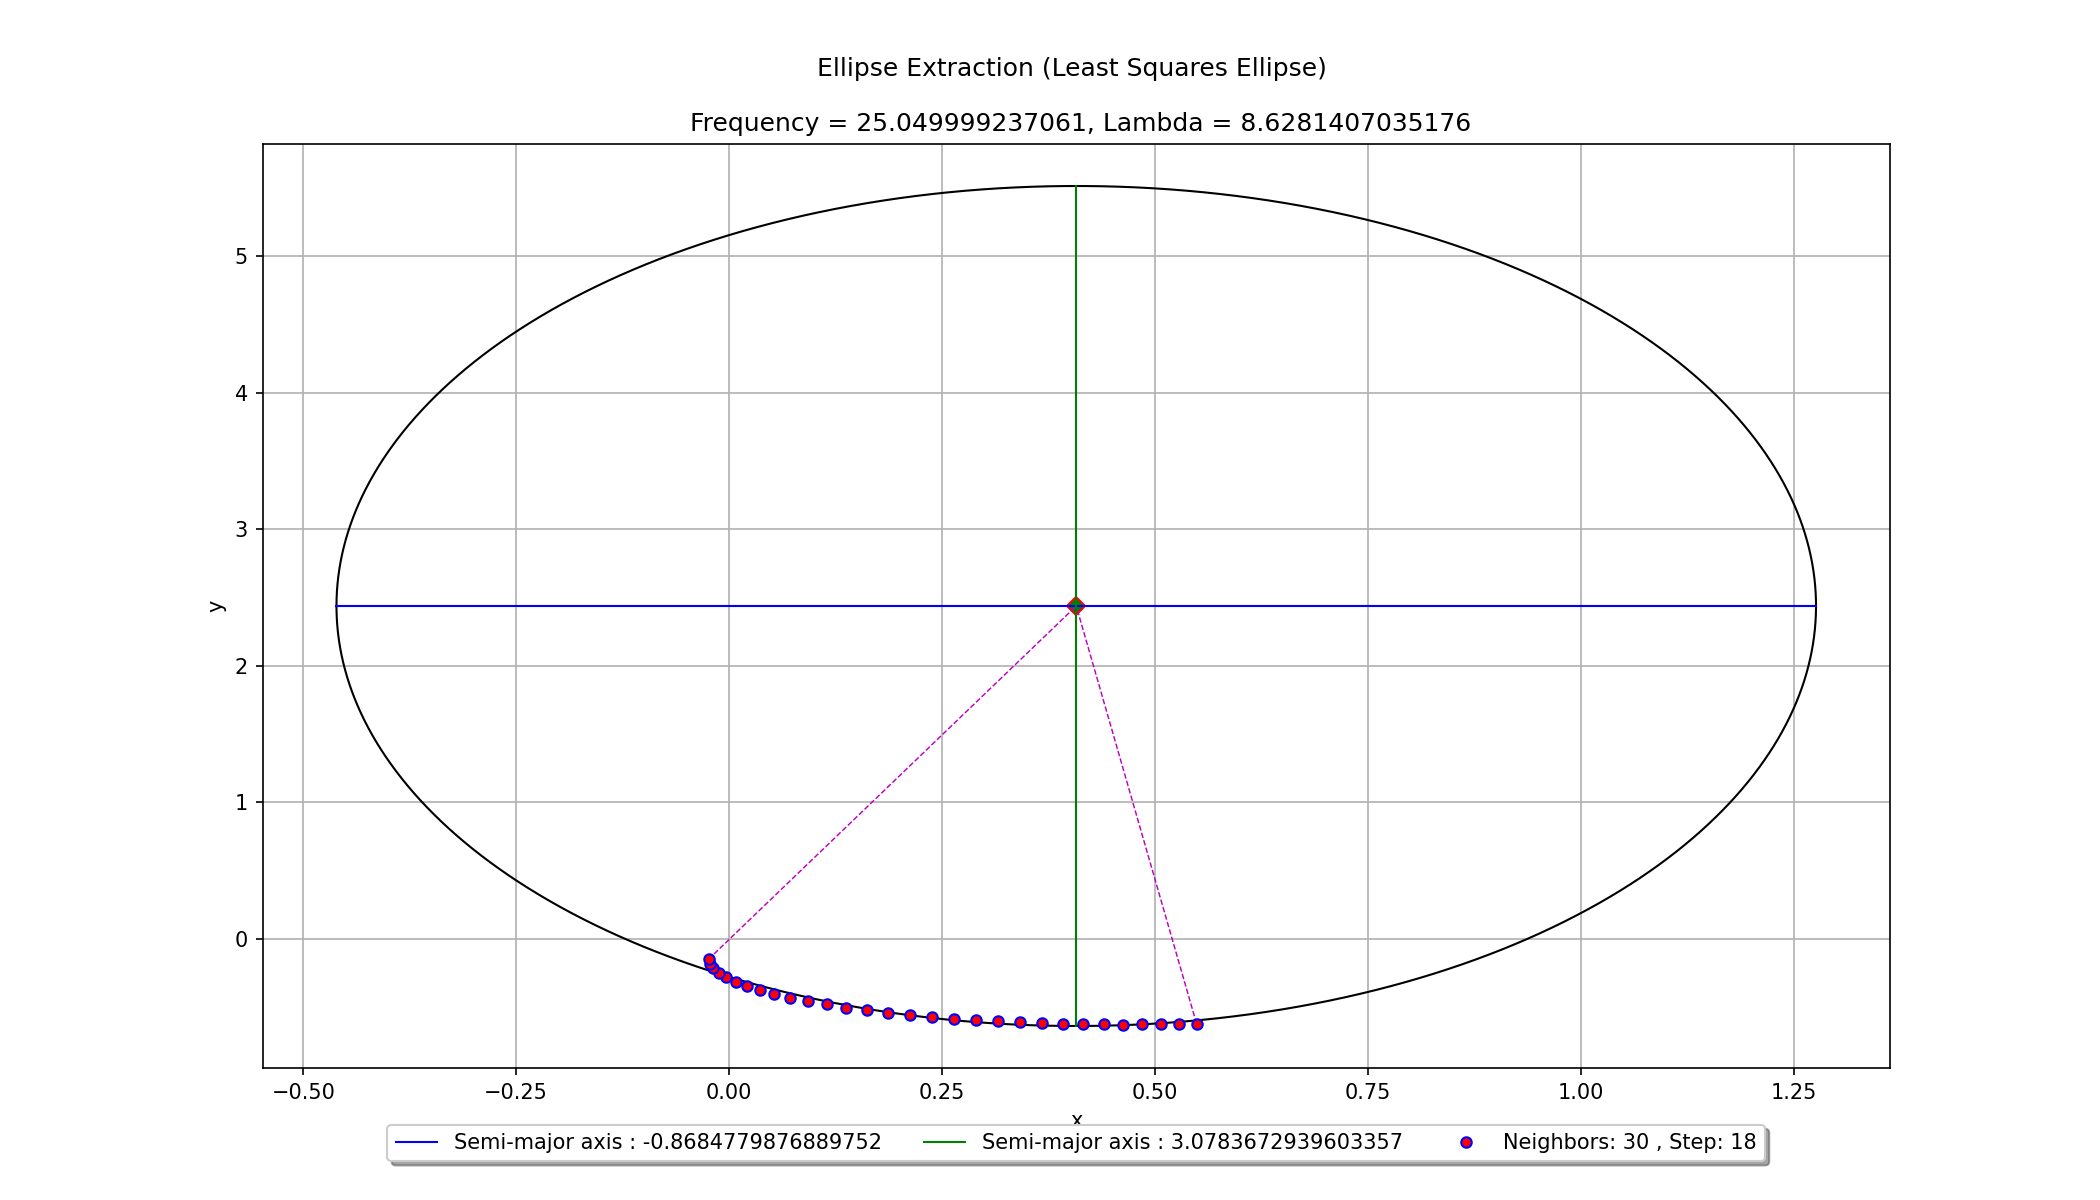 Ellipse Extraction (Least Squares Ellipse)
Frequency = 25.049999237061, Lambda = 8.6281407035176
5
4
3
2
1
0
y
−0.50
−0.25
0.00
0.25
0.50
0.75
1.00
1.25
x
Semi-major axis : -0.8684779876889752
Semi-major axis : 3.0783672939603357
Neighbors: 30 , Step: 18